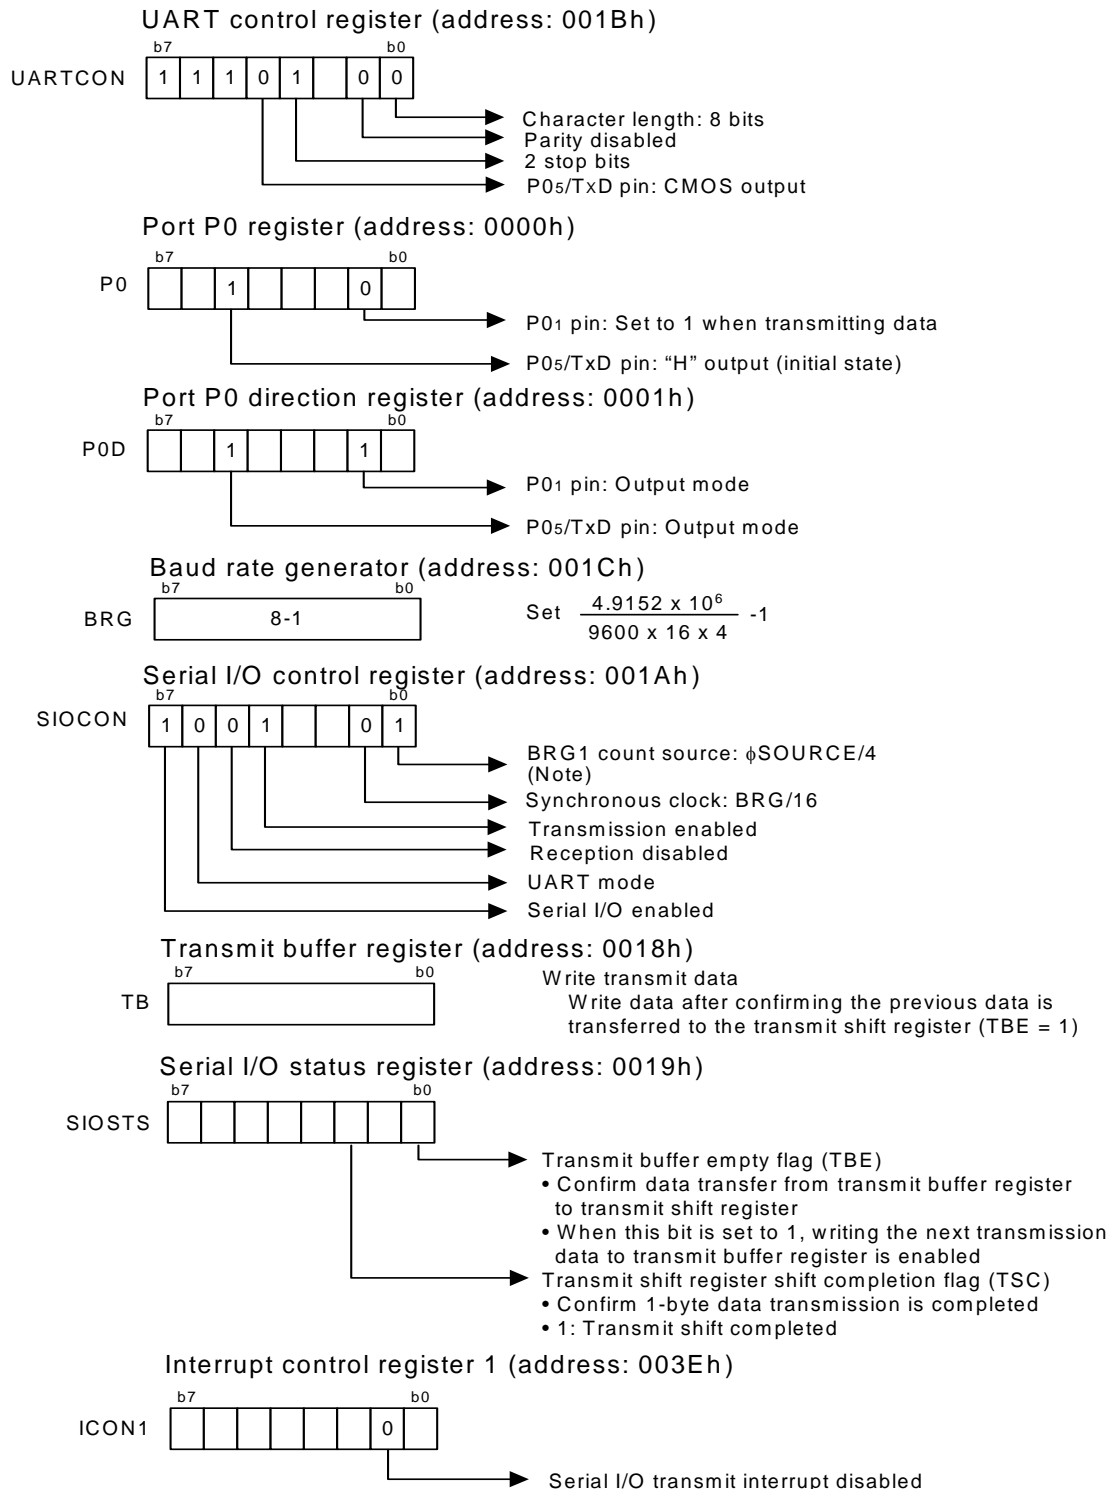 UART control register (address: 001Bh)
b7 b0
UARTCON 1 1 1 0 1 0 0
Character length: 8 bits
Parity disabled
2 stop bits
P05/TxD pin: CMOS output
Port P0 register (address: 0000h)
b7 b0
P0 1 0
P01 pin: Set to 1 when transmitting data
P05/TxD pin: “H” output (initial state)
Port P0 direction register (address: 0001h)
b7 b0
P0D 1 1
P01 pin: Output mode
P05/TxD pin: Output mode
Baud rate generator (address: 001Ch)
b7 b0
BRG 8-1
Set 4.9152 x 10⁶ / 9600 x 16 x 4 -1
Serial I/O control register (address: 001Ah)
b7 b0
SIOCON 1 0 0 1 0 1
BRG1 count source: ϕSOURCE/4
(Note)
Synchronous clock: BRG/16
Transmission enabled
Reception disabled
UART mode
Serial I/O enabled
Transmit buffer register (address: 0018h)
b7 b0
TB
Write transmit data
Write data after confirming the previous data is
transferred to the transmit shift register (TBE = 1)
Serial I/O status register (address: 0019h)
b7 b0
SIOSTS
Transmit buffer empty flag (TBE)
• Confirm data transfer from transmit buffer register
to transmit shift register
• When this bit is set to 1, writing the next transmission
data to transmit buffer register is enabled
Transmit shift register shift completion flag (TSC)
• Confirm 1-byte data transmission is completed
• 1: Transmit shift completed
Interrupt control register 1 (address: 003Eh)
b7 b0
ICON1 0
Serial I/O transmit interrupt disabled